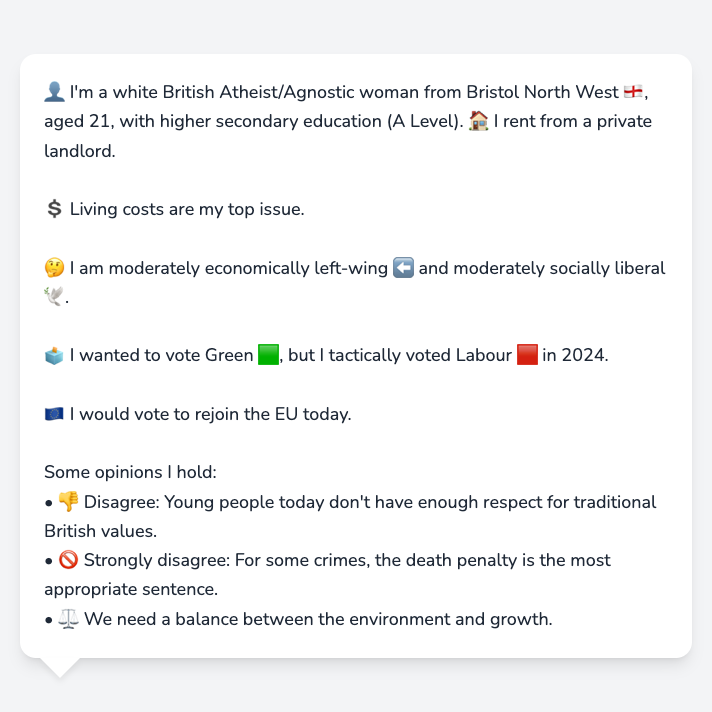 👤 I'm a white British Atheist/Agnostic woman from Bristol North West 🏴󠁧󠁢󠁥󠁮󠁧󠁿,
aged 21, with higher secondary education (A Level). 🏠 I rent from a private
landlord.
💲 Living costs are my top issue.
🤔 I am moderately economically left-wing ⬅️ and moderately socially liberal
🕊️.
🗳️ I wanted to vote Green 🟩, but I tactically voted Labour 🟥 in 2024.
🇪🇺 I would vote to rejoin the EU today.
Some opinions I hold:
• 👎 Disagree: Young people today don't have enough respect for traditional
British values.
• 🚫 Strongly disagree: For some crimes, the death penalty is the most
appropriate sentence.
• ⚖️ We need a balance between the environment and growth.